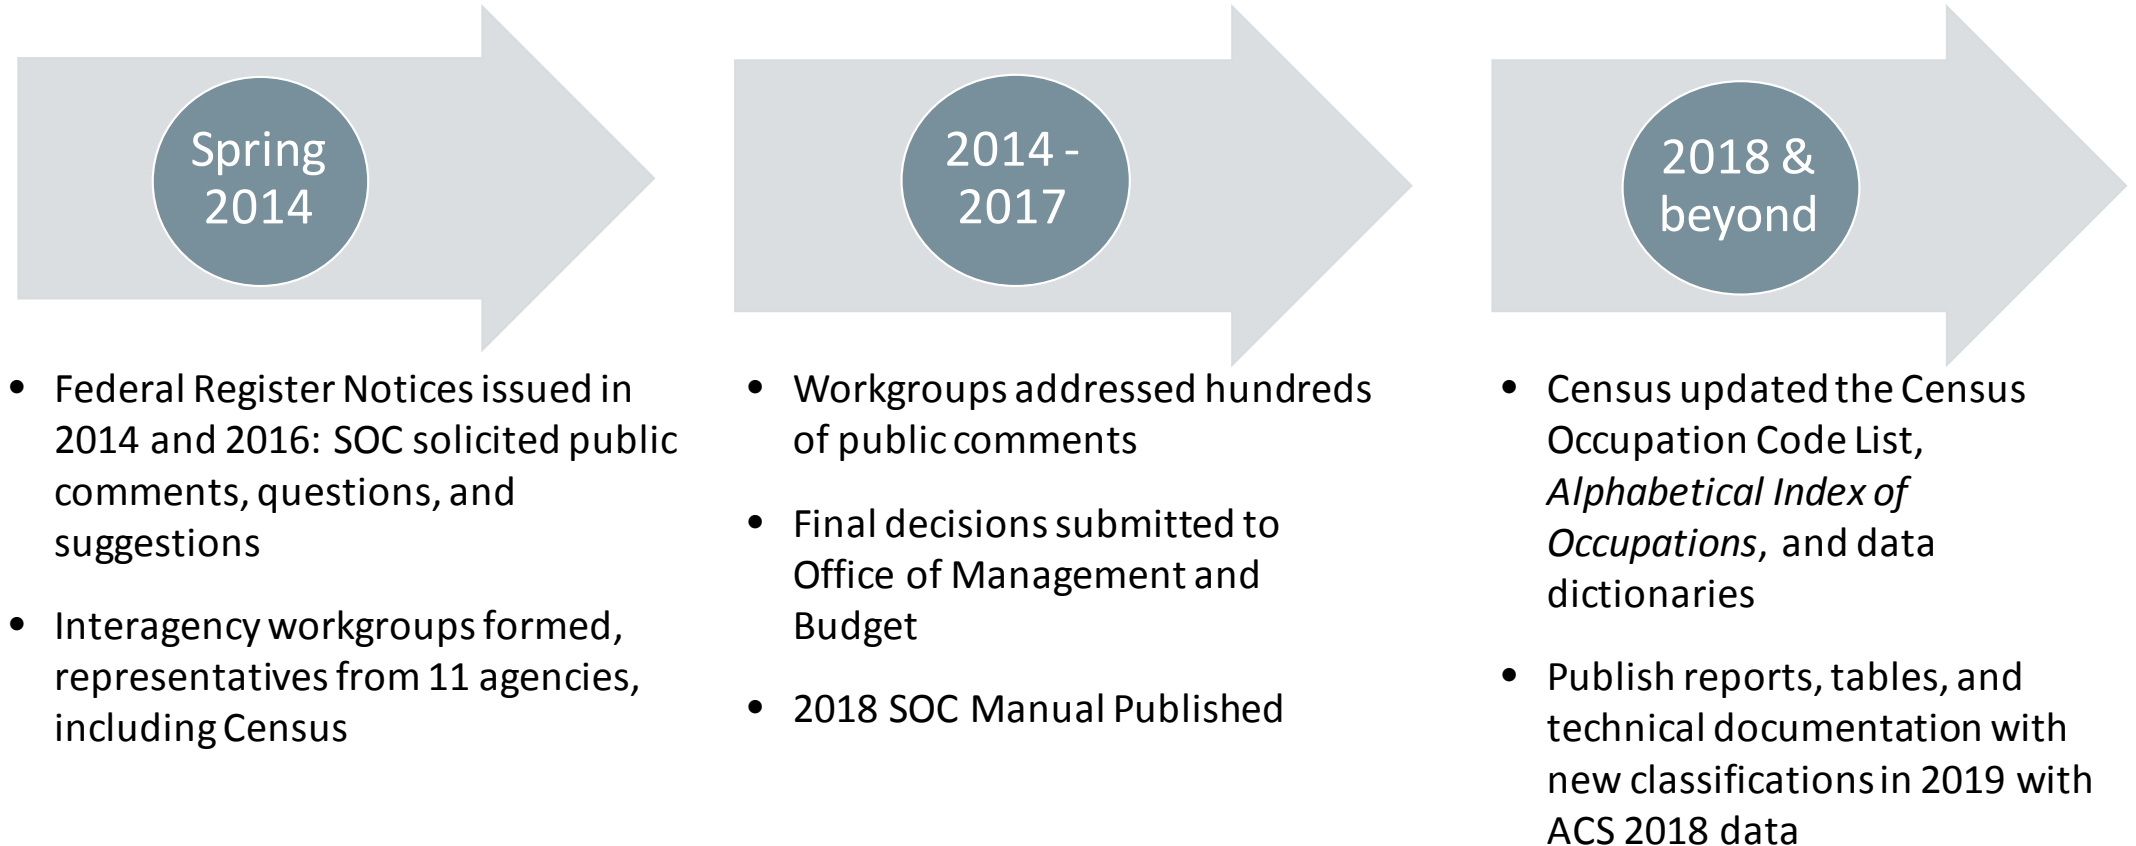 Spring
2014
• Federal Register Notices issued in
2014 and 2016: SOC solicited public
comments, questions, and
suggestions
• Interagency workgroups formed,
representatives from 11 agencies,
including Census
2014 -
2017
• Workgroups addressed hundreds
of public comments
• Final decisions submitted to
Office of Management and
Budget
• 2018 SOC Manual Published
2018 &
beyond
• Census updated the Census
Occupation Code List,
Alphabetical Index of
Occupations, and data
dictionaries
• Publish reports, tables, and
technical documentation with
new classifications in 2019 with
ACS 2018 data